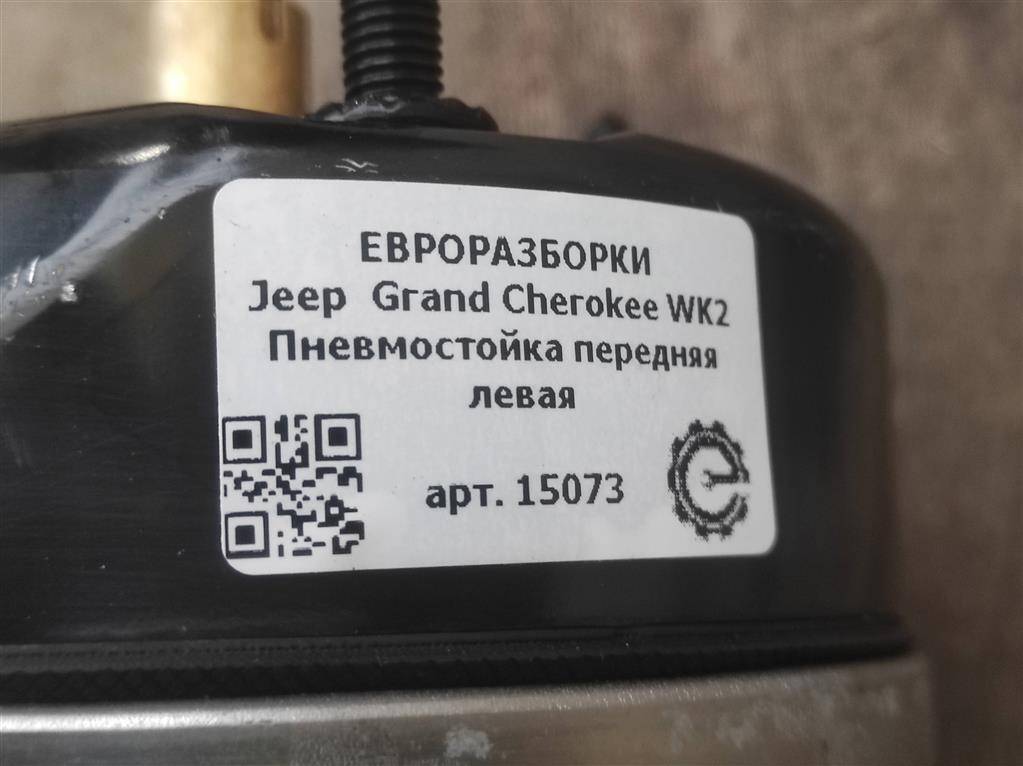 ЕВРОРАЗБОРКИ
Jeep Grand Cherokee WK2
Пневмостойка передняя
левая
арт. 15073